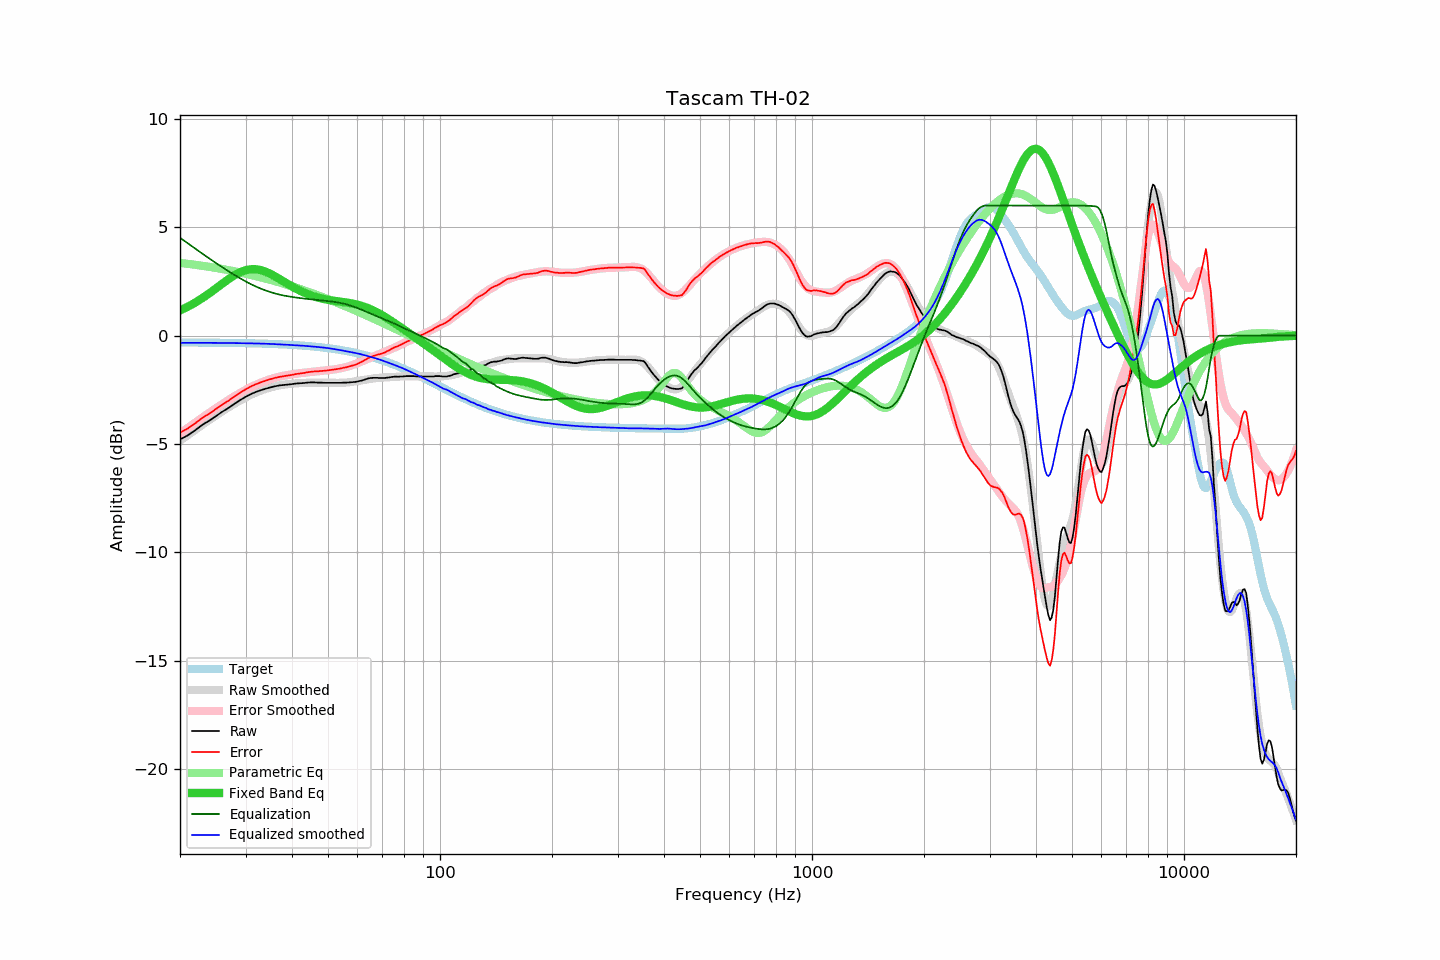 Tascam TH-02
10
5
0
−5
−10
−15
−20
Amplitude (dBr)
Target
Raw Smoothed
Error Smoothed
Raw
Error
Parametric Eq
Fixed Band Eq
Equalization
Equalized smoothed
100
1000
10000
Frequency (Hz)